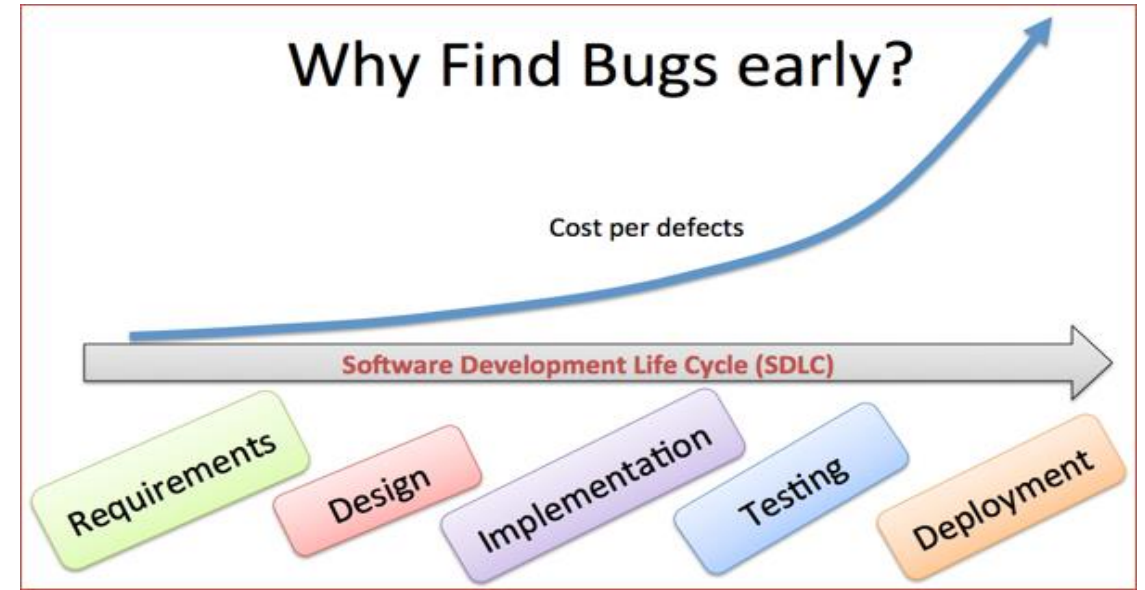 Why Find Bugs early?
Cost per defects
Software Development Life Cycle (SDLC)
Requirements
Design
Implementation
Testing
Deployment